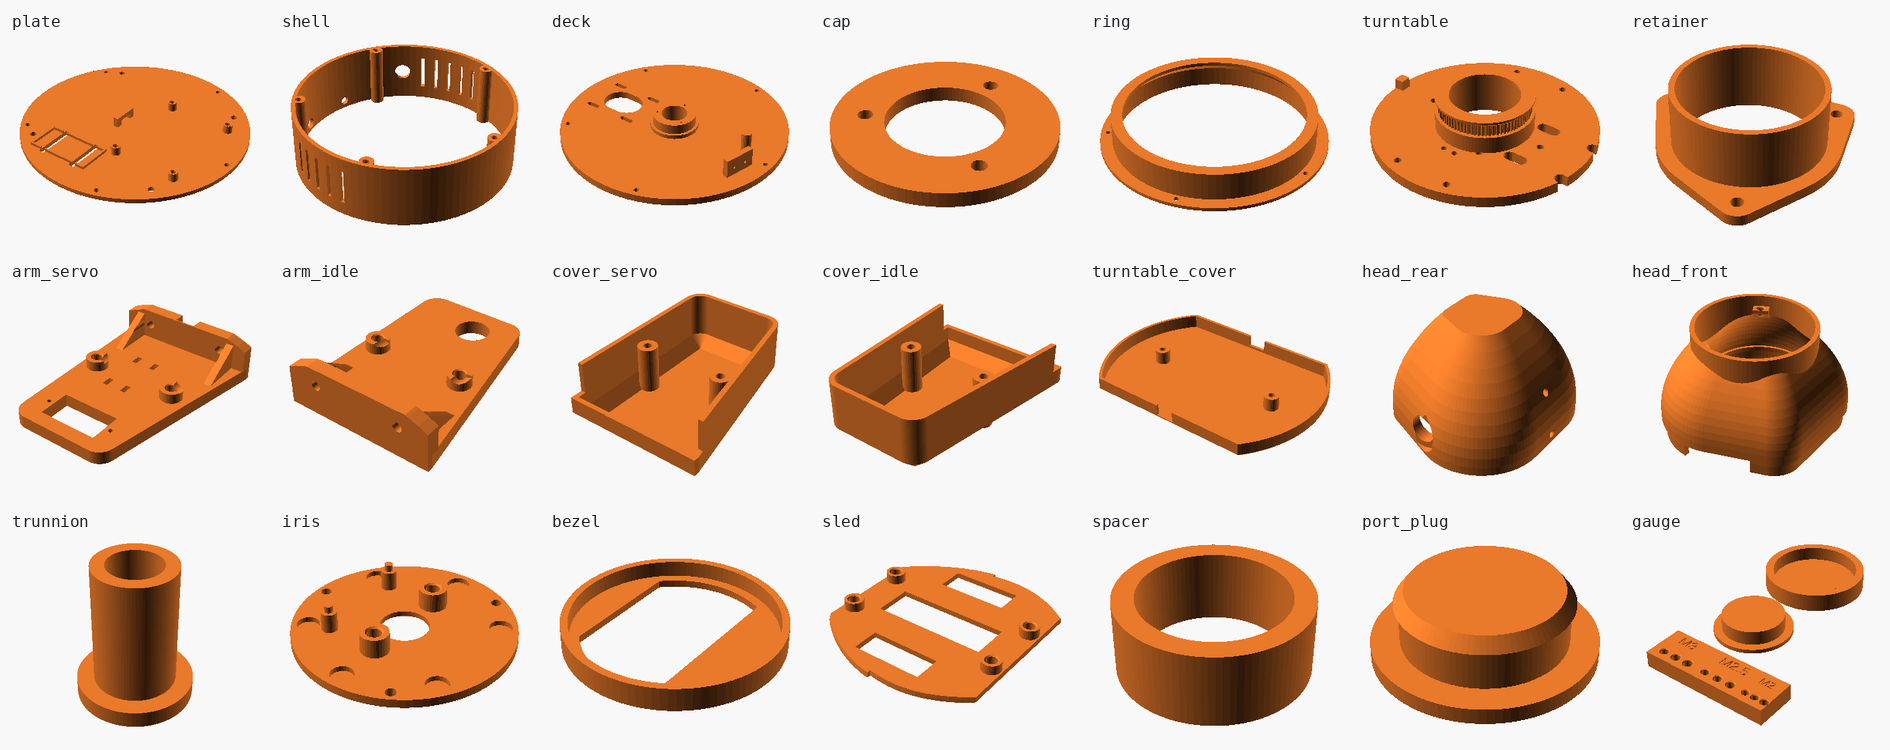 plate
shell
deck
cap
ring
turntable
retainer
arm_servo
arm_idle
cover_servo
cover_idle
turntable_cover
head_rear
head_front
trunnion
iris
bezel
sled
spacer
port_plug
gauge
M3
M2.5
M2